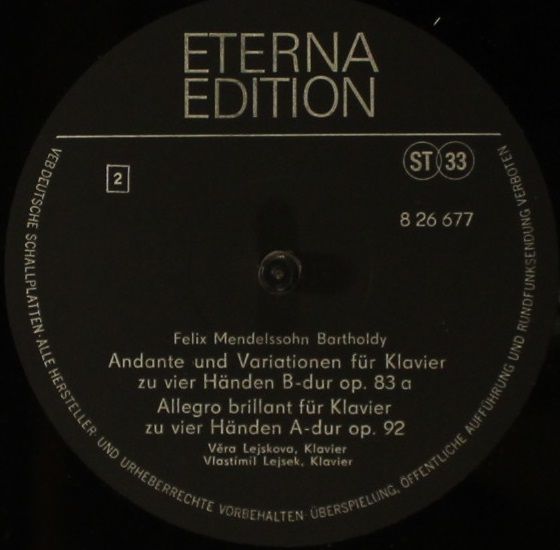 ETERNA
EDITION
ST 33
2
8 26 677
Felix Mendelssohn Bartholdy
Andante und Variationen für Klavier
zu vier Händen B-dur op. 83 a
Allegro brillant für Klavier
zu vier Händen A-dur op. 92
Věra Lejskova, Klavier
Vlastimil Lejsek, Klavier
VEB DEUTSCHE SCHALLPLATTEN · ALLE HERSTELLER- UND URHEBERRECHTE VORBEHALTEN · ÜBERSPIELUNG, ÖFFENTLICHE AUFFÜHRUNG UND RUNDFUNKSENDUNG VERBOTEN